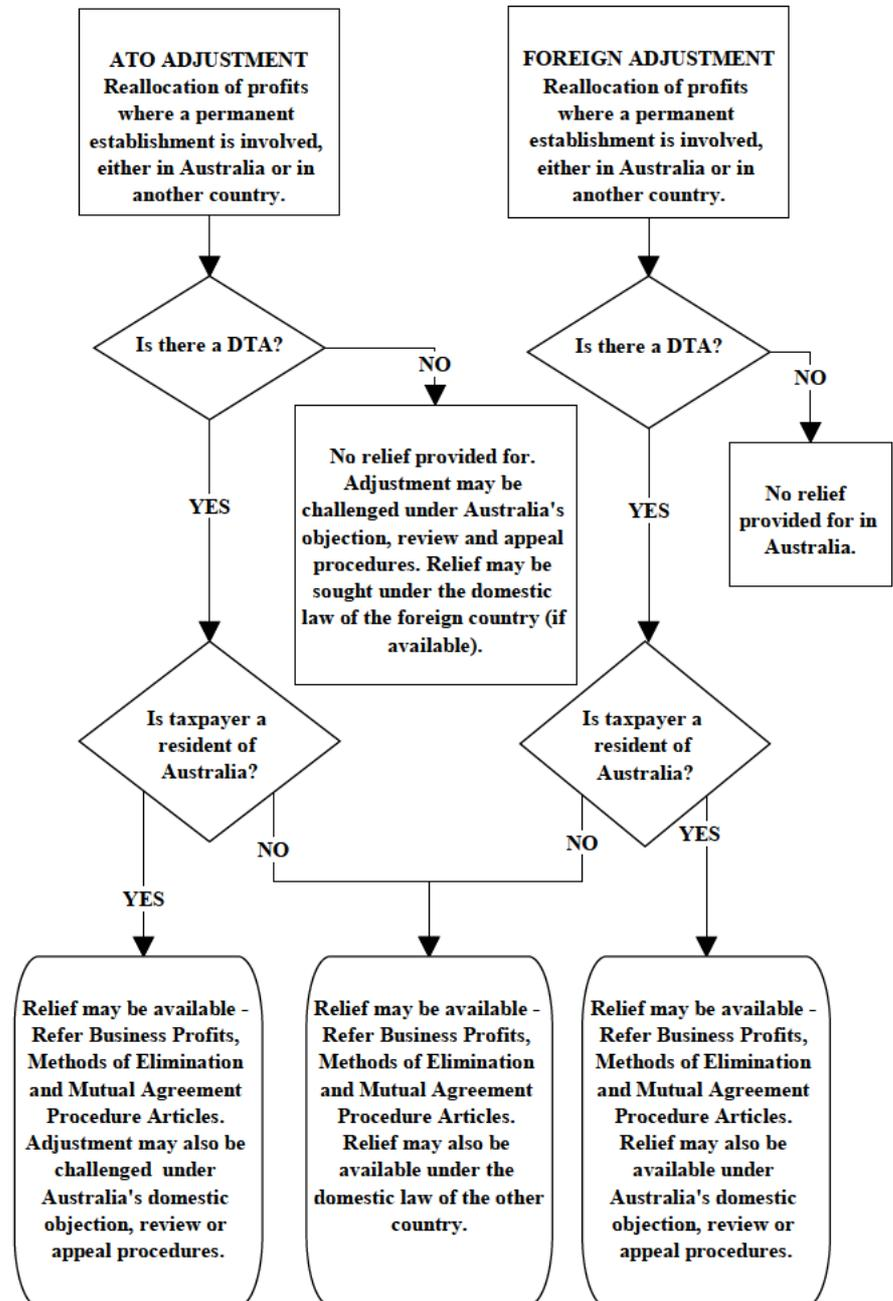 ATO ADJUSTMENT
Reallocation of profits
where a permanent
establishment is involved,
either in Australia or in
another country.
FOREIGN ADJUSTMENT
Reallocation of profits
where a permanent
establishment is involved,
either in Australia or in
another country.
Is there a DTA?
NO
Is there a DTA?
NO
No relief provided for.
Adjustment may be
challenged under Australia's
objection, review and appeal
procedures. Relief may be
sought under the domestic
law of the foreign country (if
available).
No relief
provided for in
Australia.
YES
YES
Is taxpayer a
resident of
Australia?
Is taxpayer a
resident of
Australia?
NO
NO
YES
YES
Relief may be available -
Refer Business Profits,
Methods of Elimination
and Mutual Agreement
Procedure Articles.
Adjustment may also be
challenged under
Australia's domestic
objection, review or
appeal procedures.
Relief may be available -
Refer Business Profits,
Methods of Elimination
and Mutual Agreement
Procedure Articles.
Relief may also be
available under the
domestic law of the other
country.
Relief may be available -
Refer Business Profits,
Methods of Elimination
and Mutual Agreement
Procedure Articles.
Relief may also be
available under
Australia's domestic
objection, review or
appeal procedures.